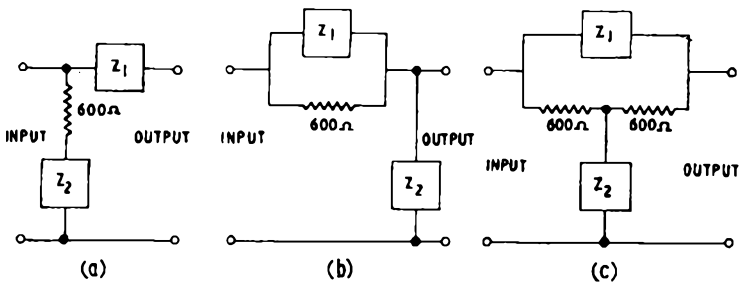 Z1
600Ω
INPUT
OUTPUT
Z2
(a)
Z1
600Ω
INPUT
OUTPUT
Z2
(b)
Z1
600Ω
600Ω
INPUT
OUTPUT
Z2
(c)